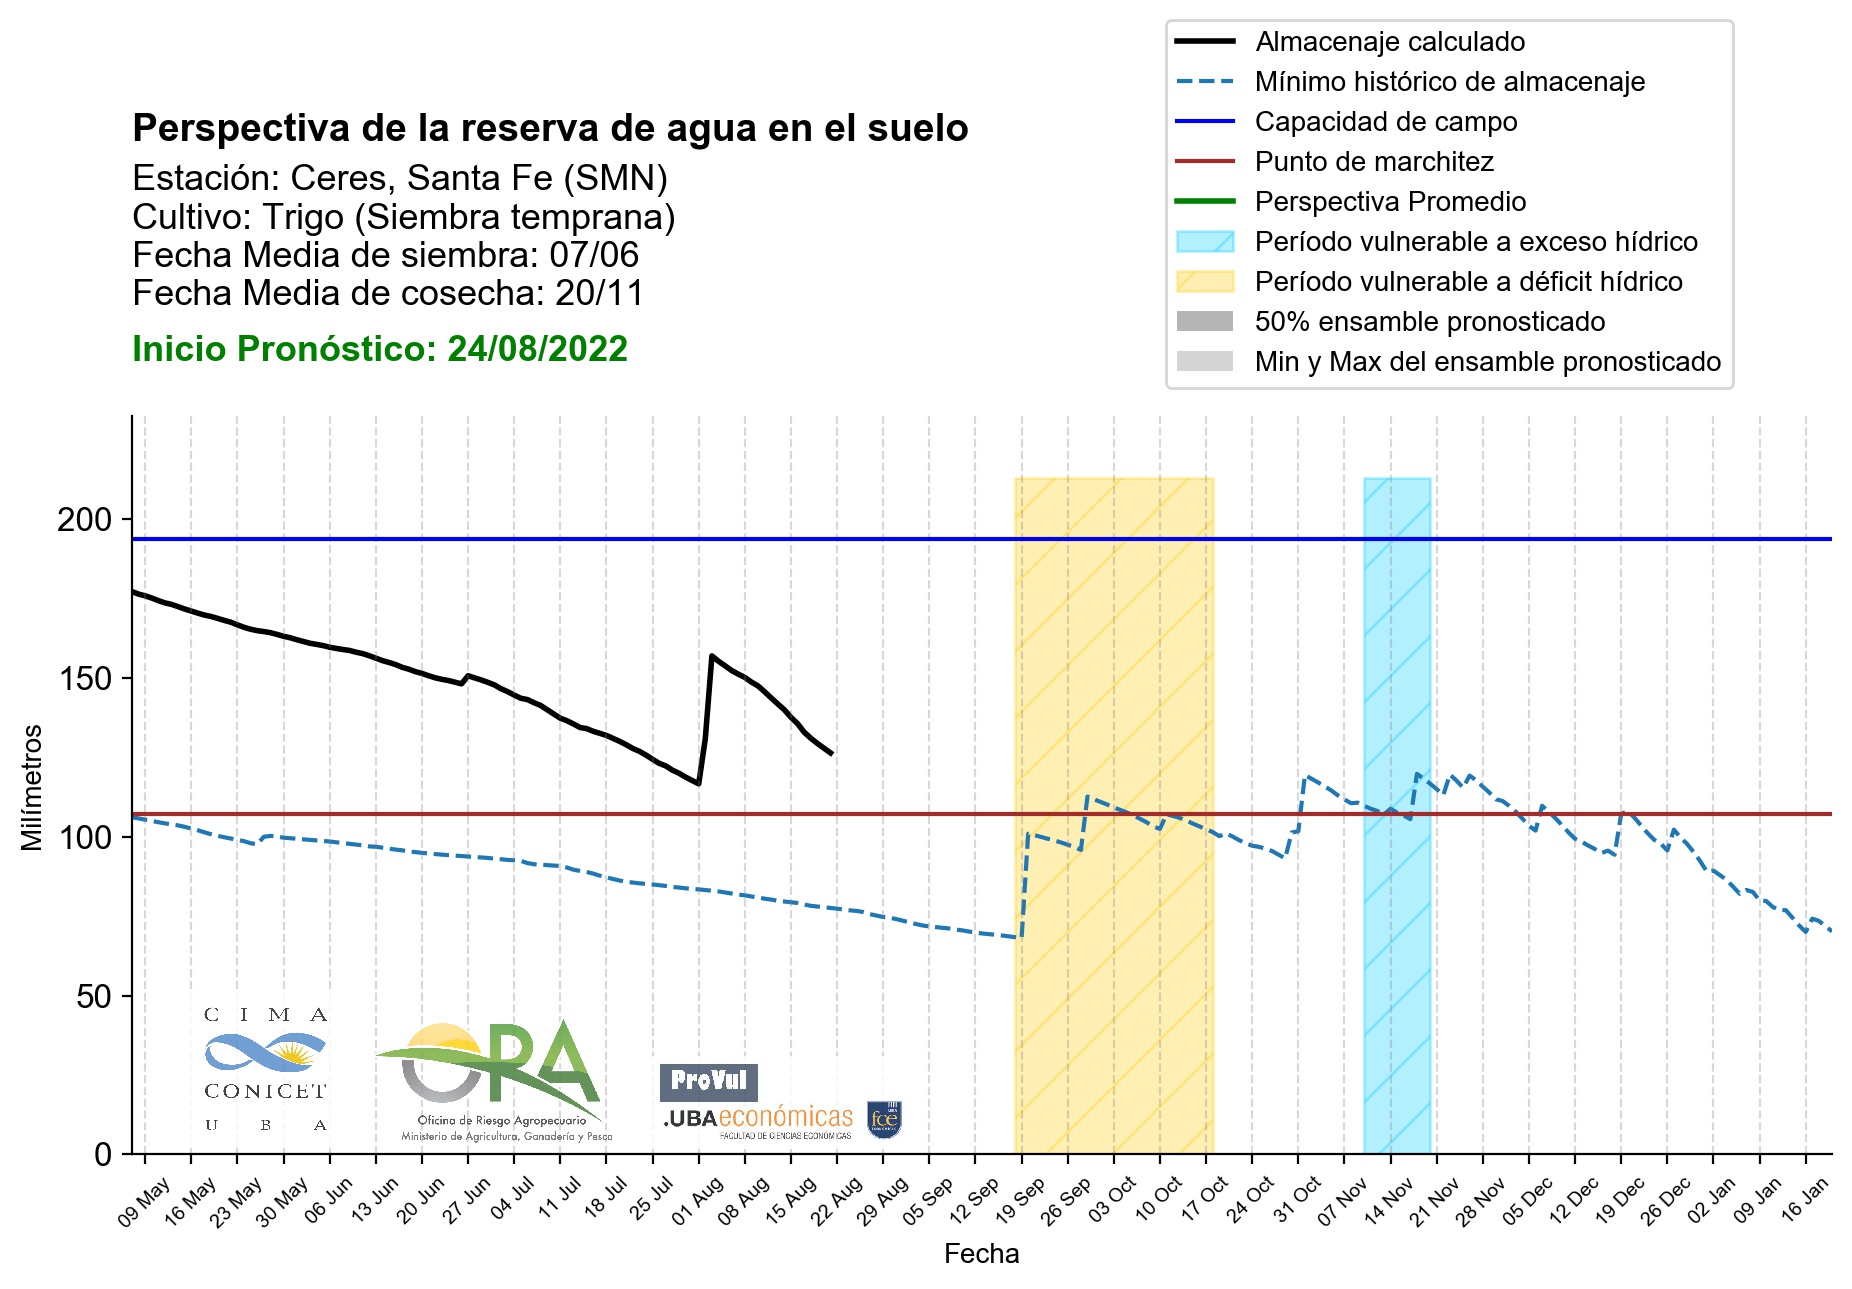 Almacenaje calculado
Mínimo histórico de almacenaje
Capacidad de campo
Punto de marchitez
Perspectiva Promedio
Período vulnerable a exceso hídrico
Período vulnerable a déficit hídrico
50% ensamble pronosticado
Min y Max del ensamble pronosticado
Perspectiva de la reserva de agua en el suelo
Estación: Ceres, Santa Fe (SMN)
Cultivo: Trigo (Siembra temprana)
Fecha Media de siembra: 07/06
Fecha Media de cosecha: 20/11
Inicio Pronóstico: 24/08/2022
200
150
100
50
0
Milímetros
CIMA
CONICET
UBA
OPA
Oficina de Riesgo Agropecuario
Ministerio de Agricultura, Ganadería y Pesca
ProVul
.UBAeconómicas
FACULTAD DE CIENCIAS ECONÓMICAS
fce
09 May
16 May
23 May
30 May
06 Jun
13 Jun
20 Jun
27 Jun
04 Jul
11 Jul
18 Jul
25 Jul
01 Aug
08 Aug
15 Aug
22 Aug
29 Aug
05 Sep
12 Sep
19 Sep
26 Sep
03 Oct
10 Oct
17 Oct
24 Oct
31 Oct
07 Nov
14 Nov
21 Nov
28 Nov
05 Dec
12 Dec
19 Dec
26 Dec
02 Jan
09 Jan
16 Jan
Fecha